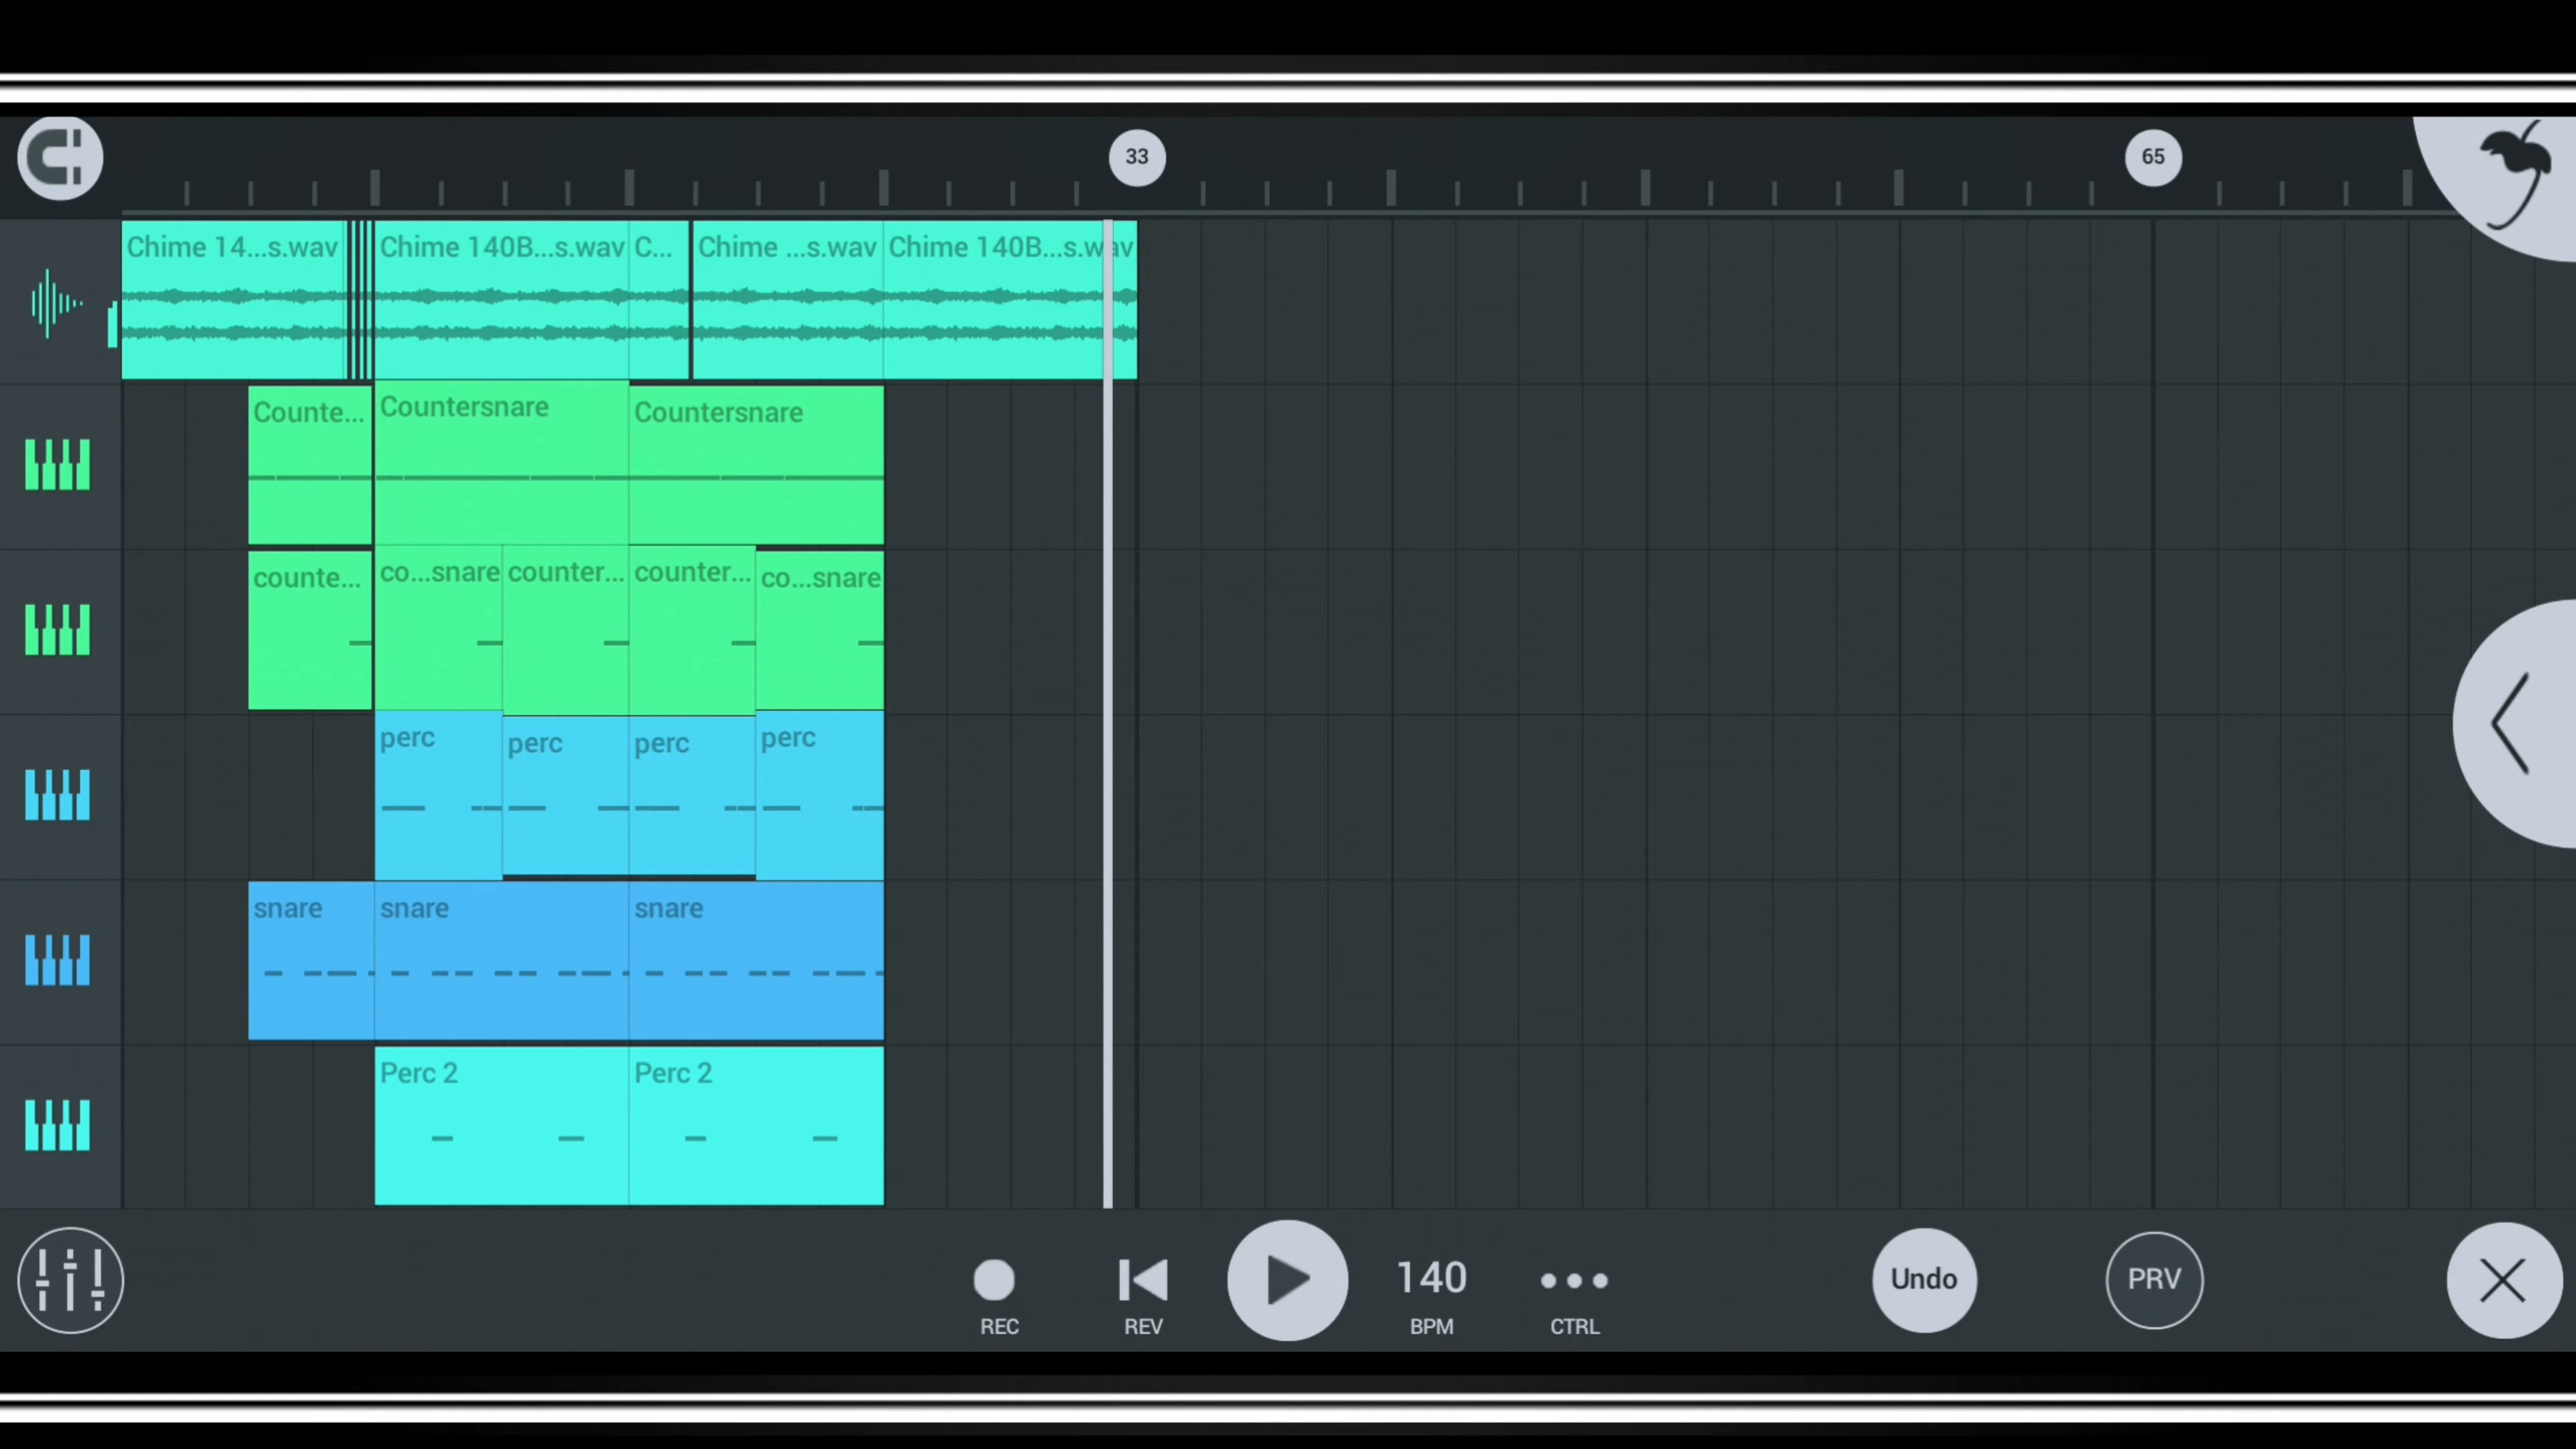 33
65
Chime 14...s.wav
Chime 140B...s.wav
C...
Chime ...s.wav
Chime 140B...s.wav
Counte...
Countersnare
Countersnare
counte...
co...snare
counter...
counter...
co...snare
perc
perc
perc
perc
snare
snare
snare
Perc 2
Perc 2
REC
REV
140
BPM
CTRL
Undo
PRV